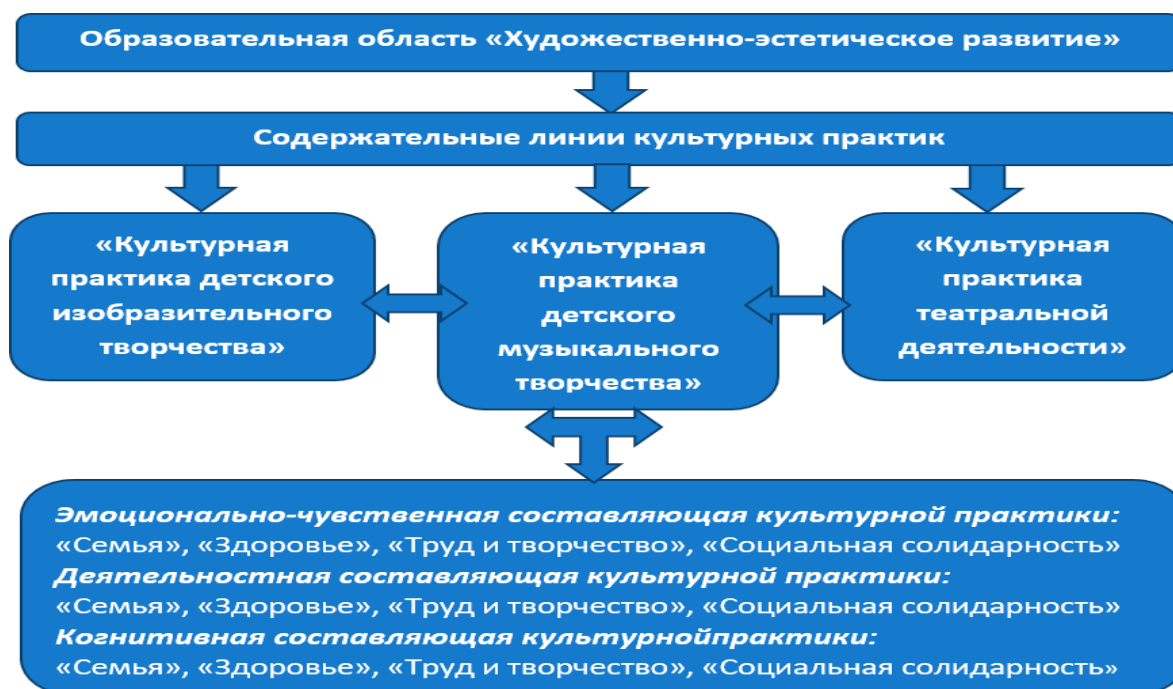 Образовательная область «Художественно-эстетическое развитие»
Содержательные линии культурных практик
«Культурная
практика детского
изобразительного
творчества»
«Культурная
практика
детского
музыкального
творчества»
«Культурная
практика
театральной
деятельности»
Эмоционально-чувственная составляющая культурной практики:
«Семья», «Здоровье», «Труд и творчество», «Социальная солидарность»
Деятельностная составляющая культурной практики:
«Семья», «Здоровье», «Труд и творчество», «Социальная солидарность»
Когнитивная составляющая культурнойпрактики:
«Семья», «Здоровье», «Труд и творчество», «Социальная солидарность»